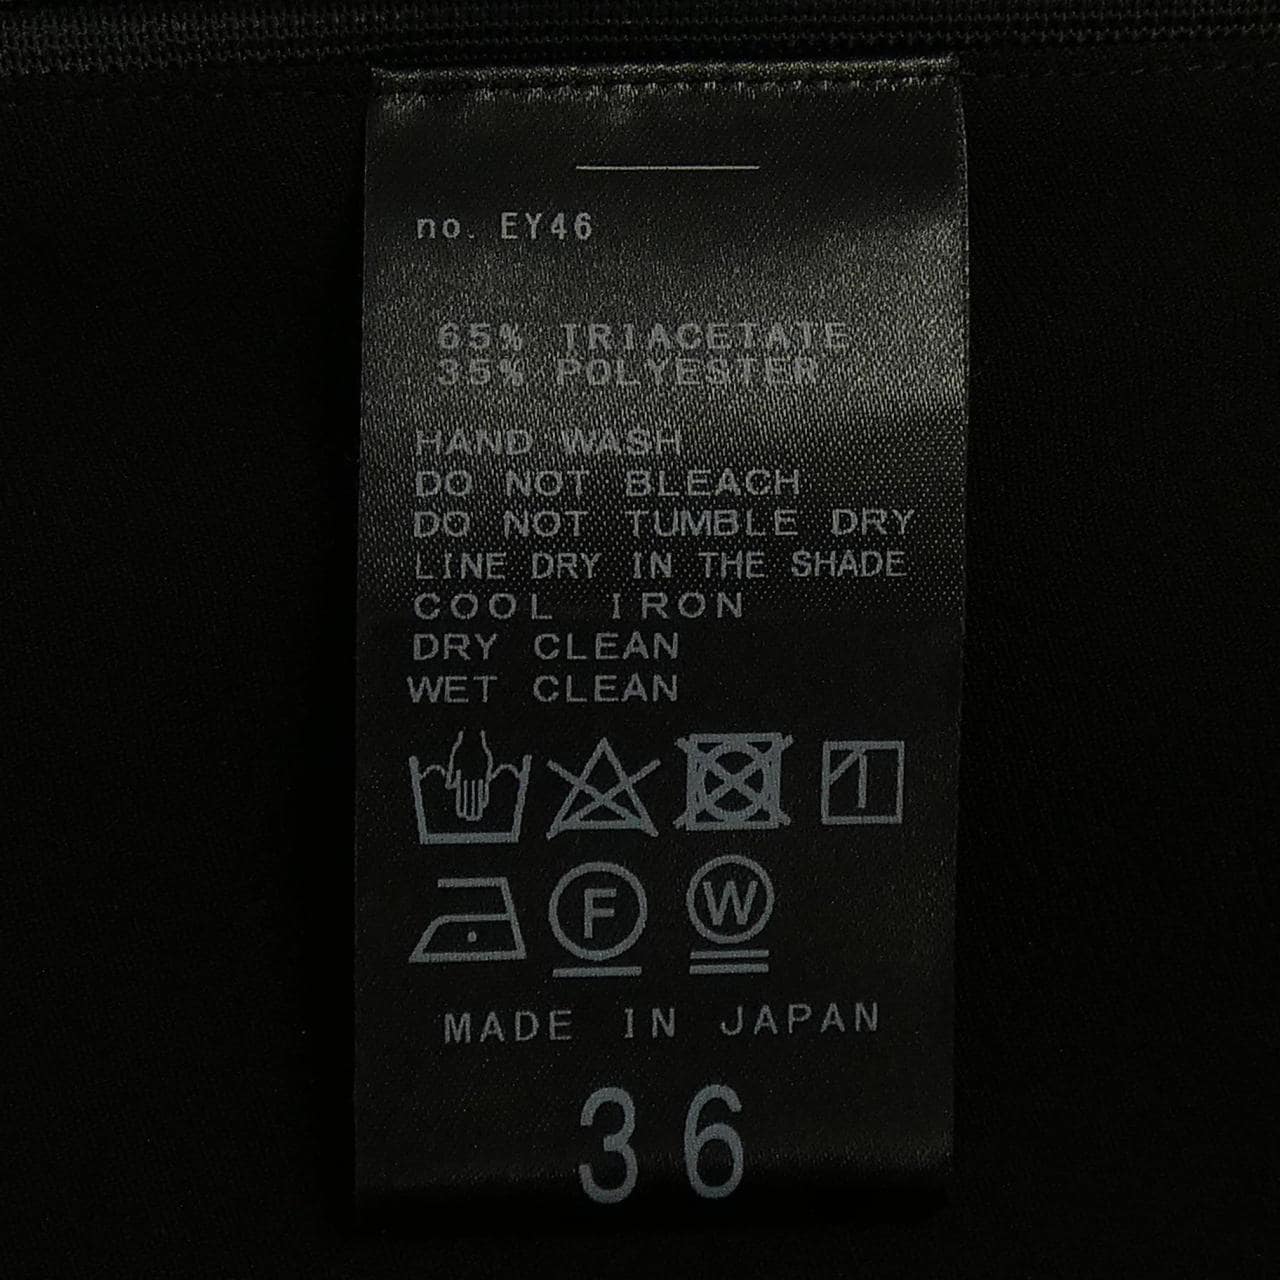 no. EY46
65% TRIACETATE
35% POLYESTER
HAND WASH
DO NOT BLEACH
DO NOT TUMBLE DRY
LINE DRY IN THE SHADE
COOL IRON
DRY CLEAN
WET CLEAN
F W
MADE IN JAPAN
36